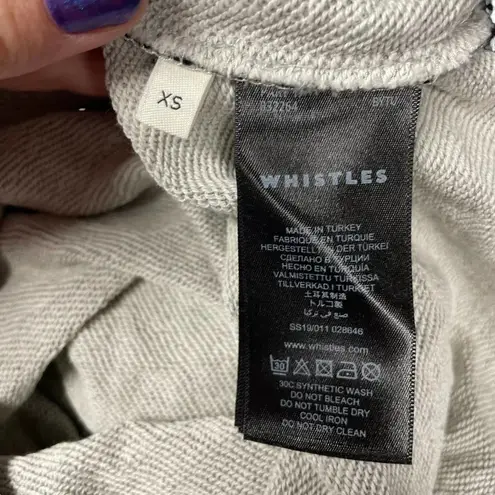 XS
BYTU
WHISTLES
MADE IN TURKEY
FABRIQUÉ EN TURQUIE
HERGESTELLT IN DER TÜRKEI
СДЕЛАНО В ТУРЦИИ
HECHO EN TURQUÍA
VALMISTETTU TURKISSA
TILLVERKAD I TURKIET
土耳其制造
トルコ製
صنع في تركيا
SS19/011 028646
www.whistles.com
30
30C SYNTHETIC WASH
DO NOT BLEACH
DO NOT TUMBLE DRY
COOL IRON
DO NOT DRY CLEAN